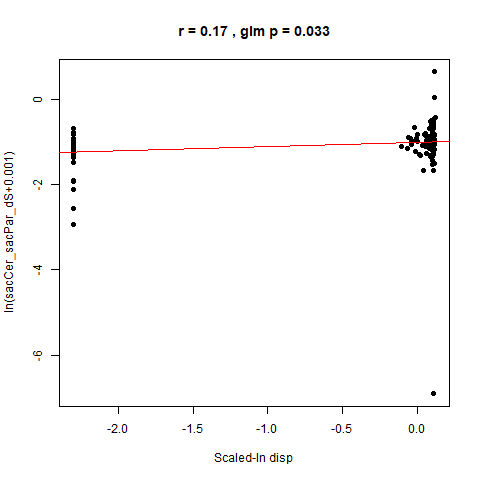 r = 0.17 , glm p = 0.033
ln(sacCer_sacPar_dS+0.001)
0
-2
-4
-6
-2.0 -1.5 -1.0 -0.5 0.0
Scaled-ln disp